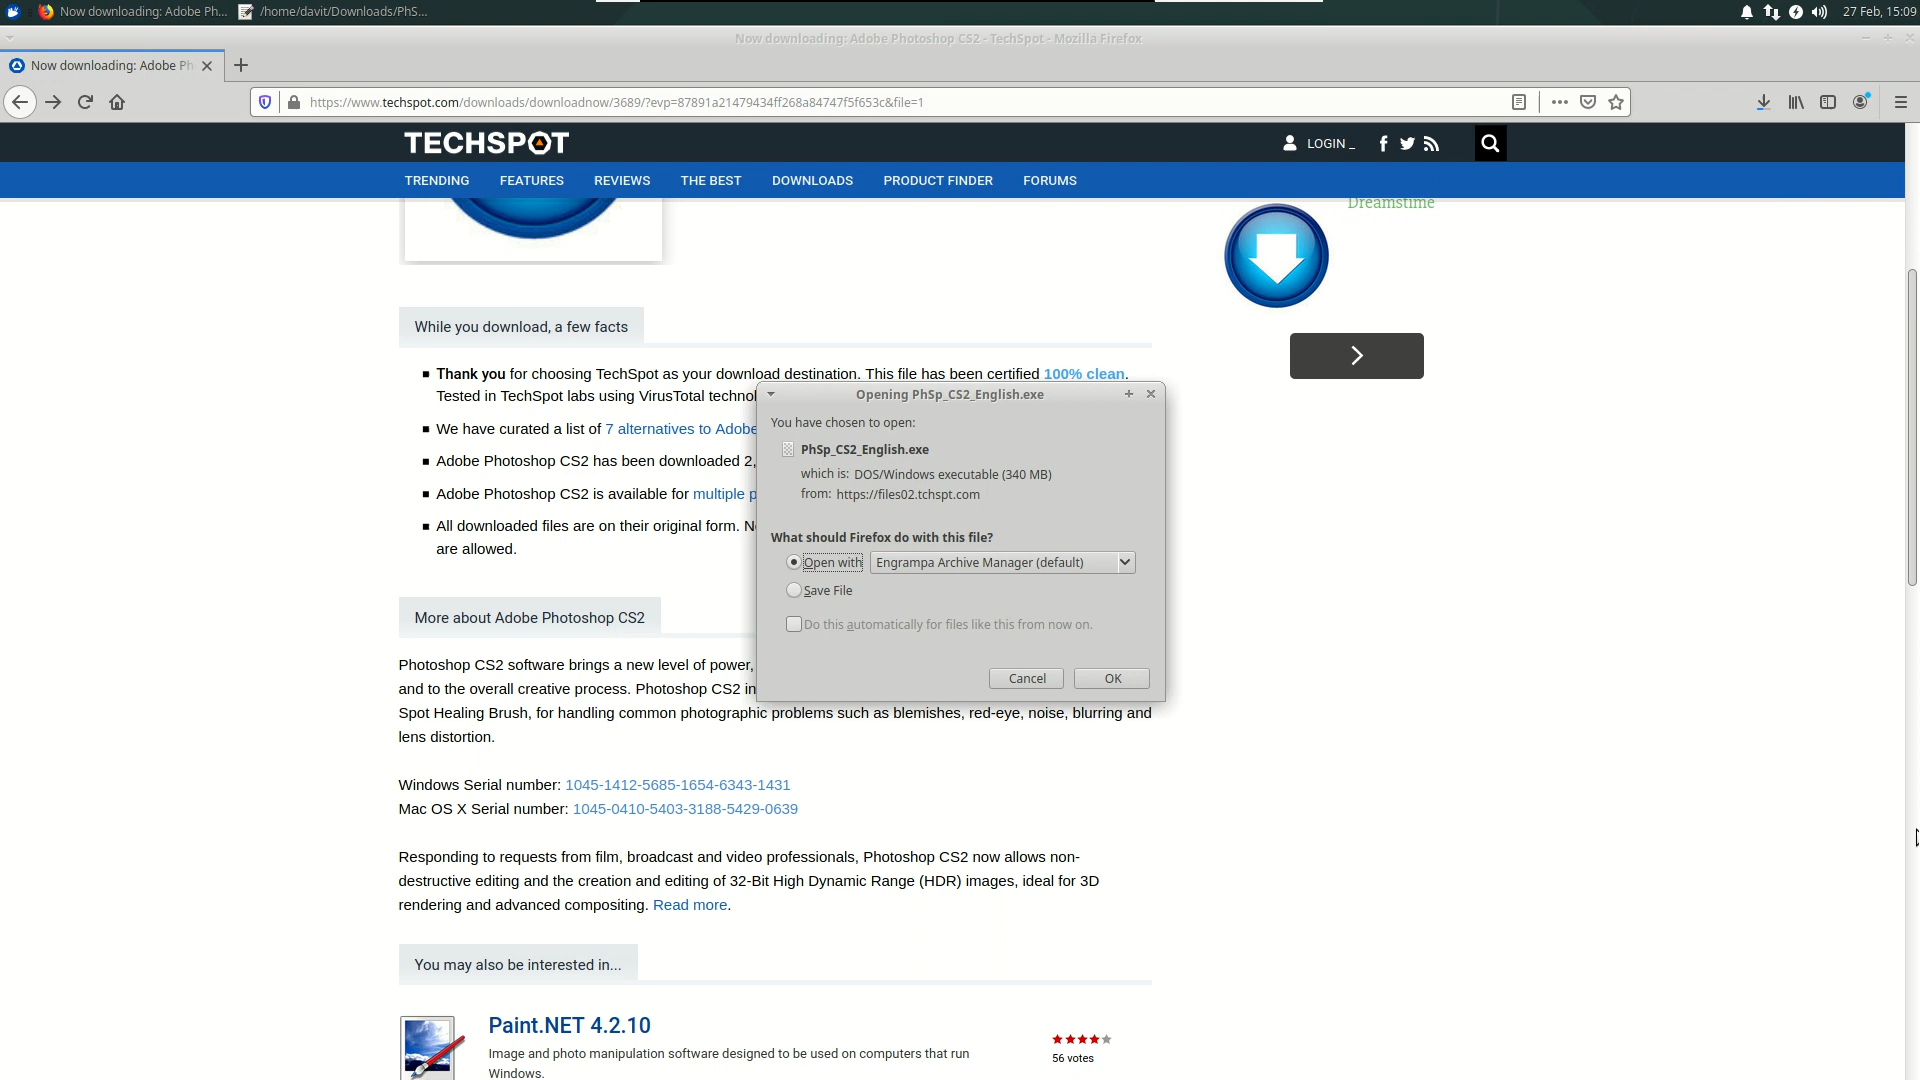 Now downloading: Adobe Ph...
/home/davit/Downloads/PhS...
27 Feb, 15:09
Now downloading: Adobe Photoshop CS2 - TechSpot - Mozilla Firefox
Now downloading: Adobe Ph
https://www.techspot.com/downloads/downloadnow/3689/?evp=87891a21479434ff268a84747f5f653c&file=1
TECHSPOT
LOGIN _
TRENDING FEATURES REVIEWS THE BEST DOWNLOADS PRODUCT FINDER FORUMS
Dreamstime
While you download, a few facts
Thank you for choosing TechSpot as your download destination. This file has been certified 100% clean.
Tested in TechSpot labs using VirusTotal technol
We have curated a list of 7 alternatives to Adobe
Adobe Photoshop CS2 has been downloaded 2,
Adobe Photoshop CS2 is available for multiple p
All downloaded files are on their original form. N
are allowed.
Opening PhSp_CS2_English.exe
You have chosen to open:
PhSp_CS2_English.exe
which is: DOS/Windows executable (340 MB)
from: https://files02.tchspt.com
What should Firefox do with this file?
Open with Engrampa Archive Manager (default)
Save File
Do this automatically for files like this from now on.
Cancel OK
More about Adobe Photoshop CS2
Photoshop CS2 software brings a new level of power,
and to the overall creative process. Photoshop CS2 in
Spot Healing Brush, for handling common photographic problems such as blemishes, red-eye, noise, blurring and
lens distortion.
Windows Serial number: 1045-1412-5685-1654-6343-1431
Mac OS X Serial number: 1045-0410-5403-3188-5429-0639
Responding to requests from film, broadcast and video professionals, Photoshop CS2 now allows non-
destructive editing and the creation and editing of 32-Bit High Dynamic Range (HDR) images, ideal for 3D
rendering and advanced compositing. Read more.
You may also be interested in...
Paint.NET 4.2.10
Image and photo manipulation software designed to be used on computers that run
Windows.
56 votes